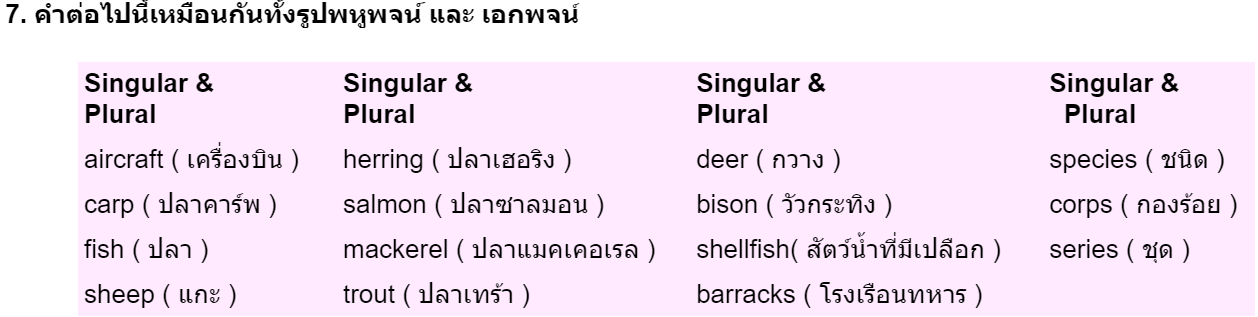 7. คำต่อไปนี้เหมือนกันทั้งรูปพหูพจน์ และ เอกพจน์
Singular & Singular & Singular & Singular &
Plural Plural Plural Plural
aircraft ( เครื่องบิน ) herring ( ปลาเฮอริง ) deer ( กวาง ) species ( ชนิด )
carp ( ปลาคาร์พ ) salmon ( ปลาซาลมอน ) bison ( วัวกระทิง ) corps ( กองร้อย )
fish ( ปลา ) mackerel ( ปลาแมคเคอเรล ) shellfish( สัตว์น้ำที่มีเปลือก ) series ( ชุด )
sheep ( แกะ ) trout ( ปลาเทร้า ) barracks ( โรงเรือนทหาร )